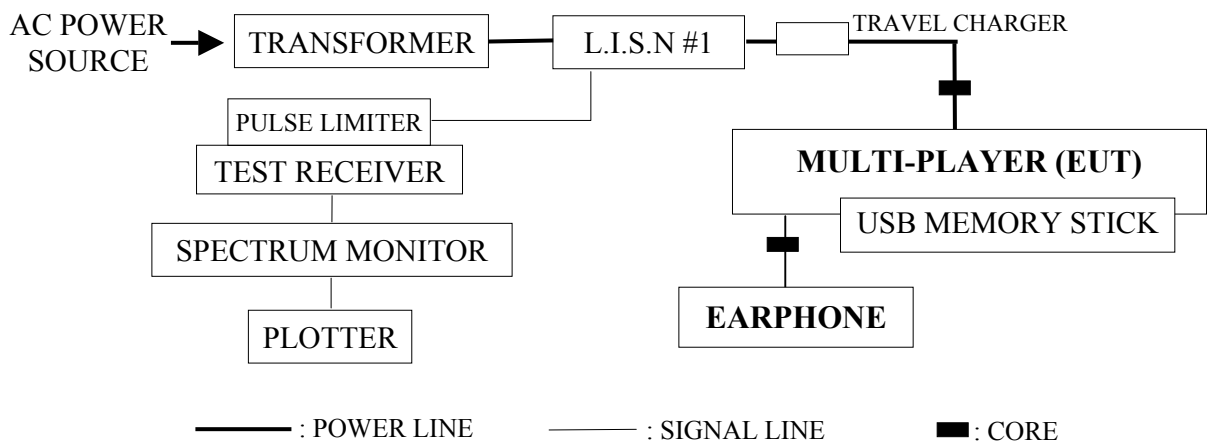 AC POWER
SOURCE
TRANSFORMER
L.I.S.N #1
TRAVEL CHARGER
PULSE LIMITER
TEST RECEIVER
MULTI-PLAYER (EUT)
USB MEMORY STICK
SPECTRUM MONITOR
EARPHONE
PLOTTER
: POWER LINE
: SIGNAL LINE
: CORE